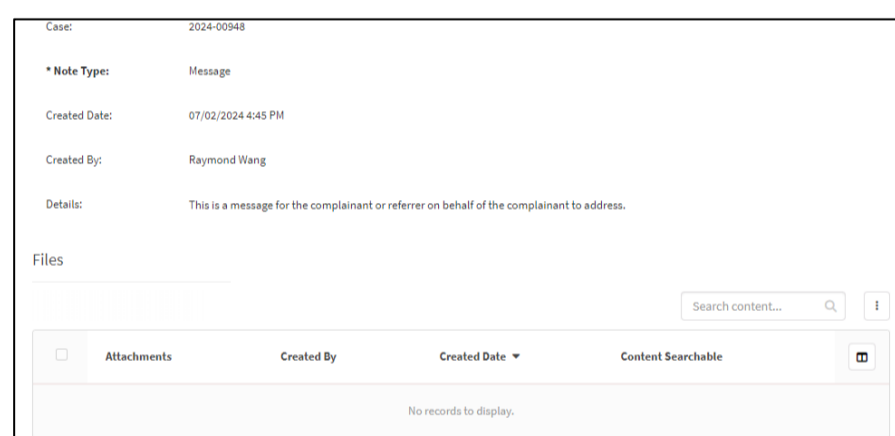 Case: 2024-00948
* Note Type: Message
Created Date: 07/02/2024 4:45 PM
Created By: Raymond Wang
Details: This is a message for the complainant or referrer on behalf of the complainant to address.
Files
Search content...
Attachments Created By Created Date Content Searchable
No records to display.